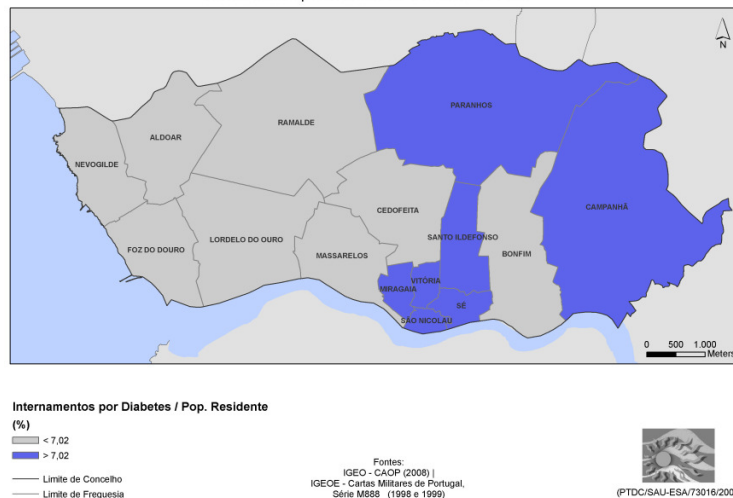 N
PARANHOS
RAMALDE
ALDOAR
NEVOGILDE
CAMPANHÃ
CEDOFEITA
SANTO ILDEFONSO
LORDELO DO OURO
FOZ DO DOURO
MASSARELOS
BONFIM
VITÓRIA
MIRAGAIA
SÉ
SÃO NICOLAU
0 500 1.000
Meters
Internamentos por Diabetes / Pop. Residente
(%)
< 7,02
> 7,02
Limite de Concelho
Limite de Freguesia
Fontes:
IGEO - CAOP (2008) |
IGEOE - Cartas Militares de Portugal,
Série M888 (1998 e 1999)
(PTDC/SAU-ESA/73016/200